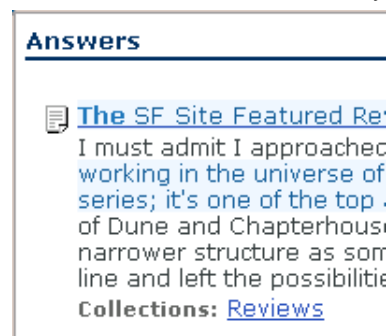 Answers
The SF Site Featured Re
I must admit I approached
working in the universe of
series; it's one of the top
of Dune and Chapterhouse
narrower structure as som
line and left the possibilitie
Collections: Reviews